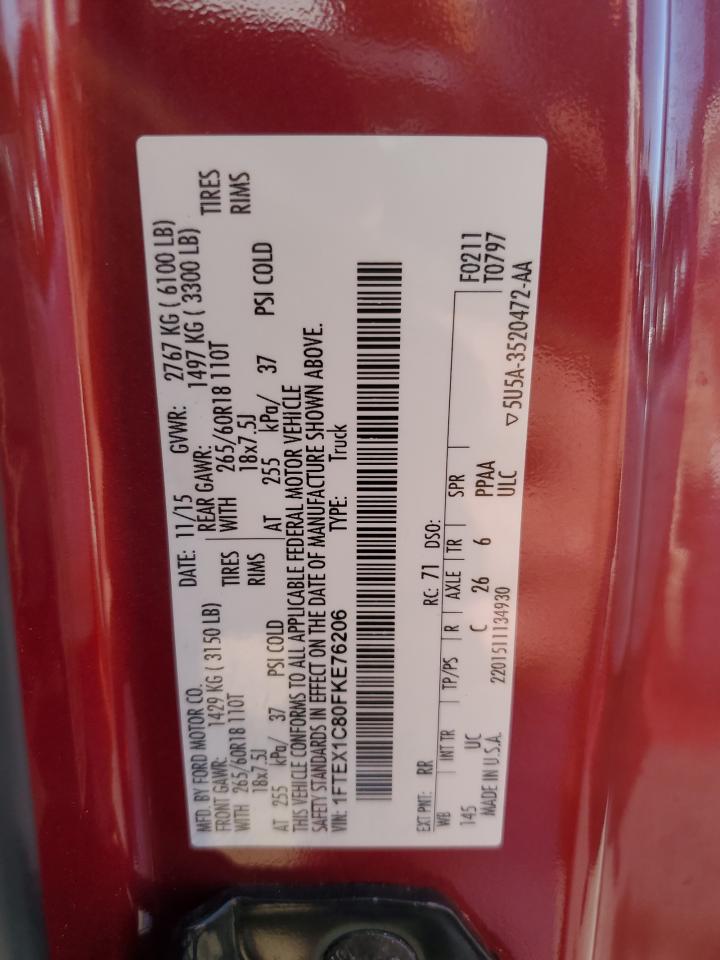 MFD. BY FORD MOTOR CO. DATE: 11/15 GVWR: 2767 KG ( 6100 LB)
FRONT GAWR: 1429 KG ( 3150 LB) REAR GAWR: 1497 KG ( 3300 LB)
WITH 265/60R18 110T TIRES WITH 265/60R18 110T TIRES
18x7.5J RIMS 18x7.5J RIMS
AT 255 kPa/ 37 PSI COLD AT 255 kPa/ 37 PSI COLD
THIS VEHICLE CONFORMS TO ALL APPLICABLE FEDERAL MOTOR VEHICLE
SAFETY STANDARDS IN EFFECT ON THE DATE OF MANUFACTURE SHOWN ABOVE.
VIN: 1FTEX1C80FKE76206 TYPE: Truck
EXT PNT: RR RC: 71 DSO:
WB INT TR TP/PS R AXLE TR SPR F0211
145 UC C 26 6 PPAA T0797
ULC
MADE IN U.S.A. 2201511134930 ▽5U5A-3520472-AA